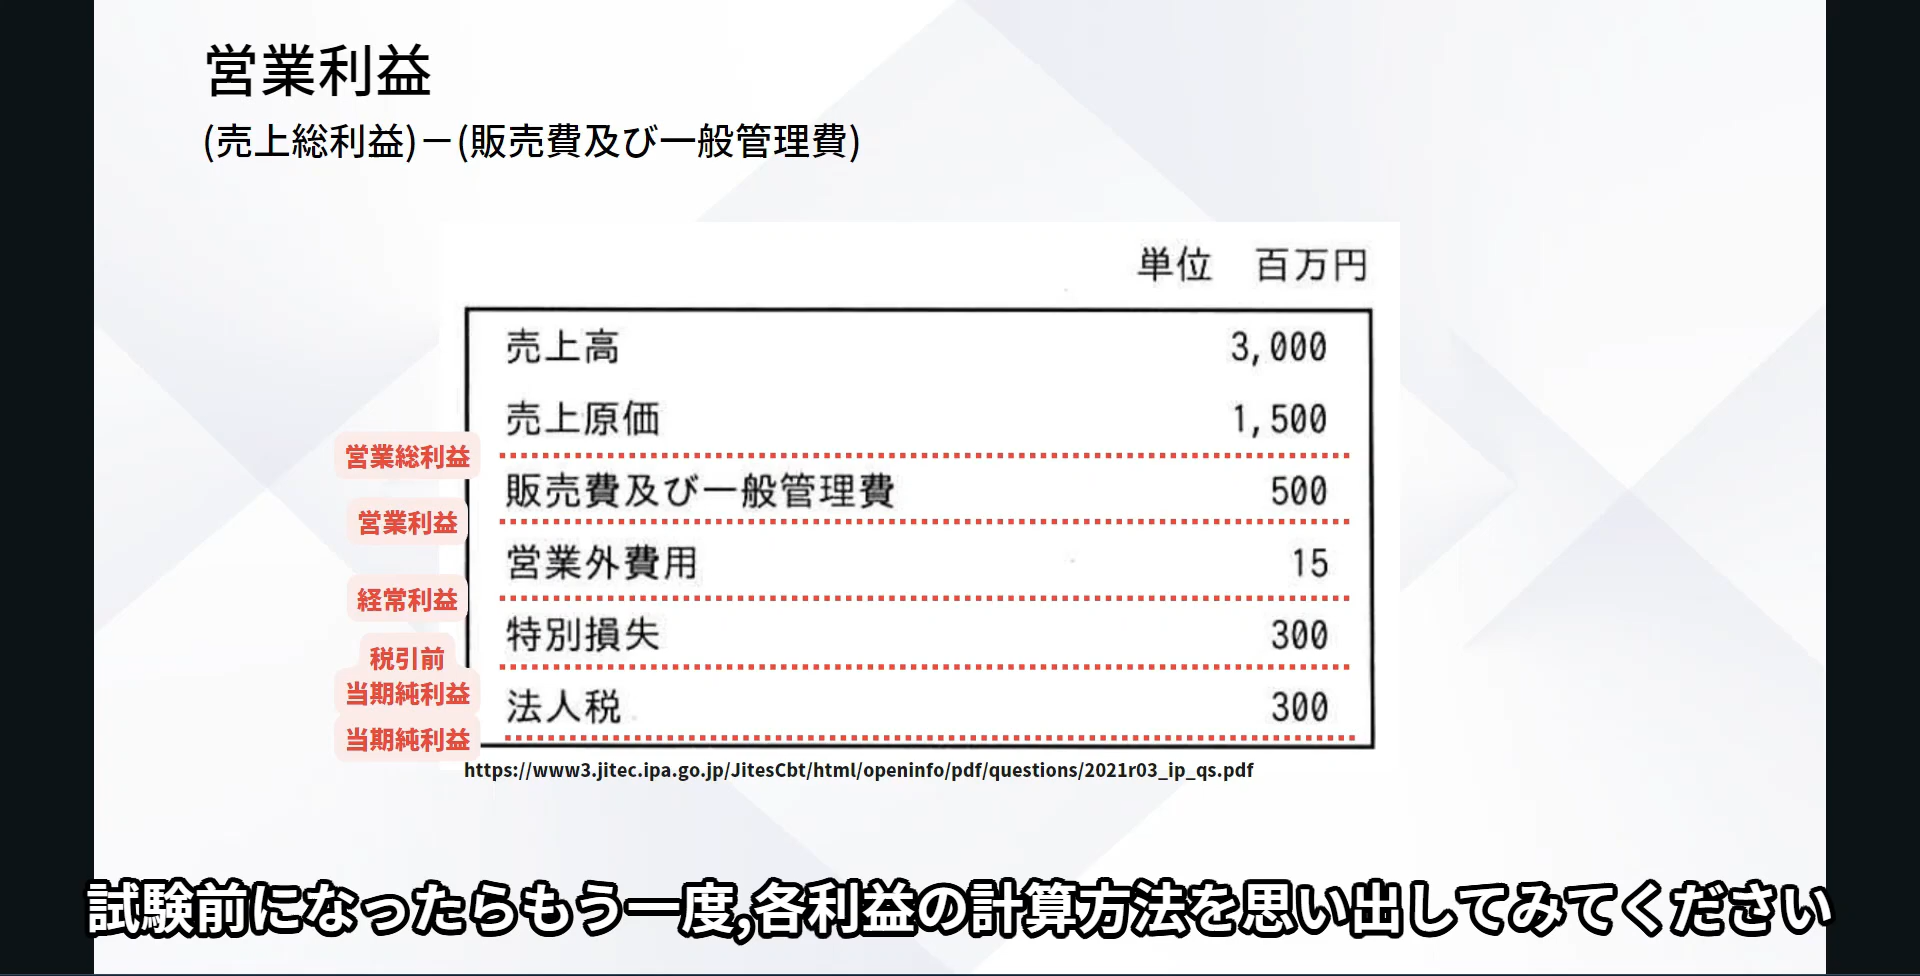 営業利益
(売上総利益)－(販売費及び一般管理費)
単位　百万円
売上高 3,000
売上原価 1,500
営業総利益
販売費及び一般管理費 500
営業利益
営業外費用 15
経常利益
特別損失 300
税引前
当期純利益
法人税 300
当期純利益
https://www3.jitec.ipa.go.jp/JitesCbt/html/openinfo/pdf/questions/2021r03_ip_qs.pdf
試験前になったらもう一度,各利益の計算方法を思い出してみてください